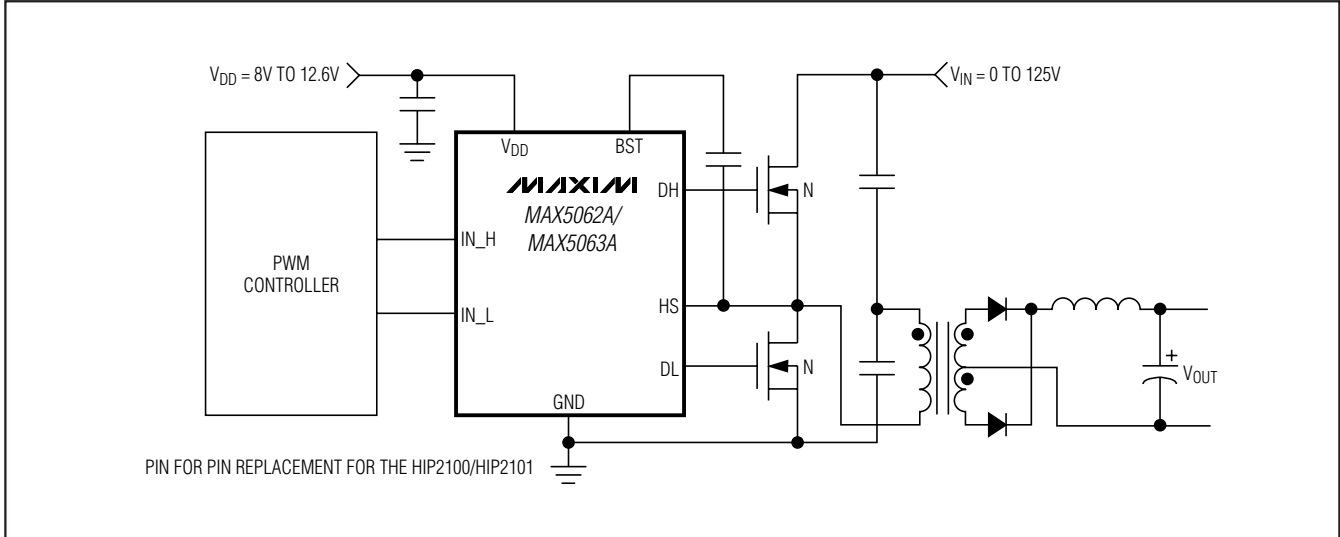 V_DD = 8V TO 12.6V
V_IN = 0 TO 125V
V_DD
BST
MAXIM
DH
N
MAX5062A/
MAX5063A
IN_H
PWM
CONTROLLER
HS
IN_L
DL
N
+
V_OUT
GND
PIN FOR PIN REPLACEMENT FOR THE HIP2100/HIP2101